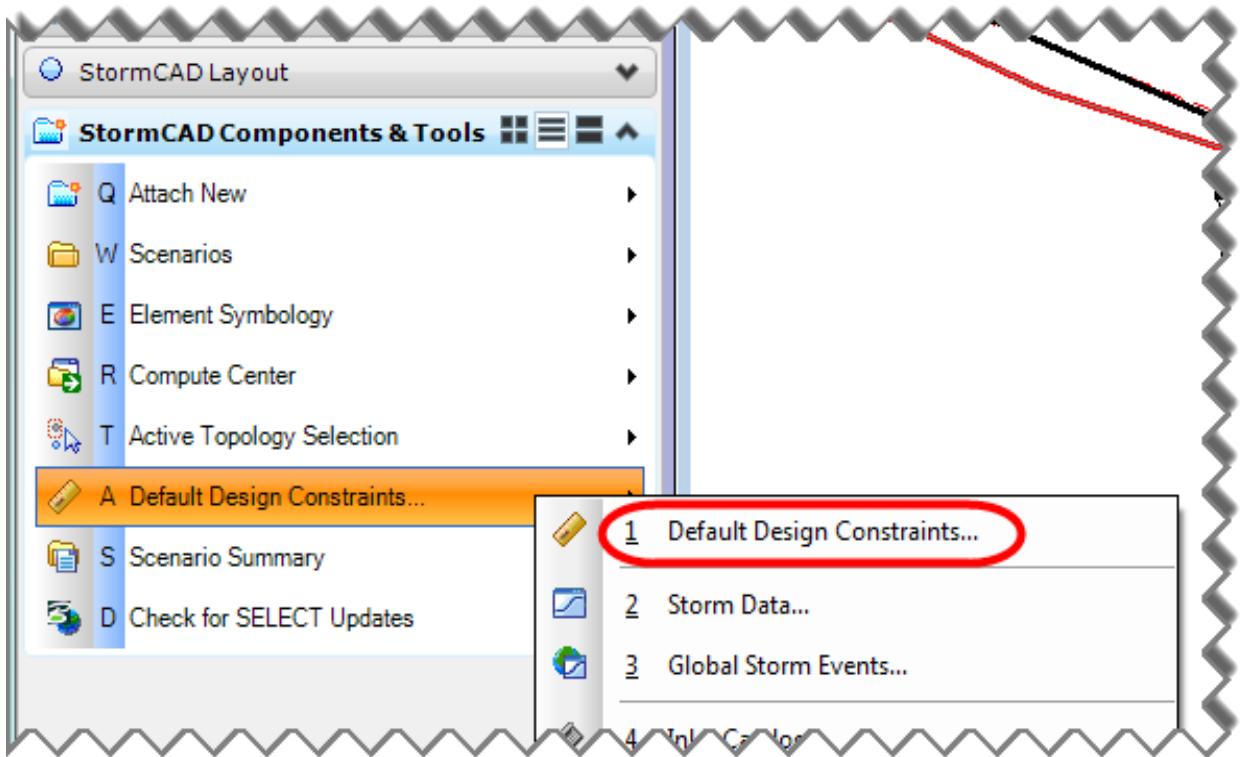 StormCAD Layout
StormCAD Components & Tools
Q Attach New
W Scenarios
E Element Symbology
R Compute Center
T Active Topology Selection
A Default Design Constraints...
S Scenario Summary
D Check for SELECT Updates
1 Default Design Constraints...
2 Storm Data...
3 Global Storm Events...
4